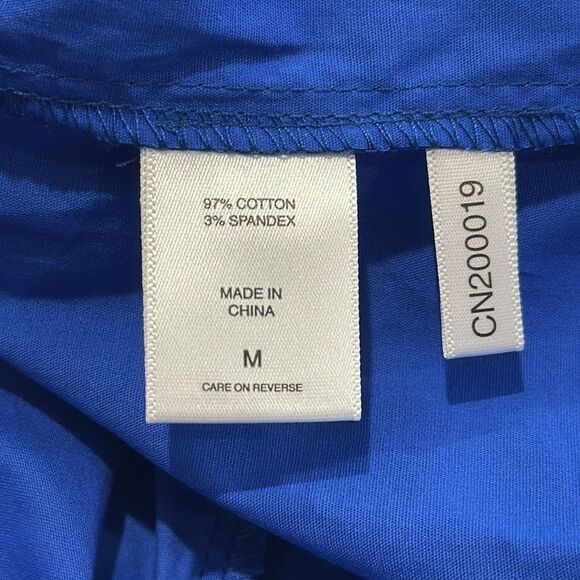 97% COTTON
3% SPANDEX
MADE IN
CHINA
M
CARE ON REVERSE
CN200019